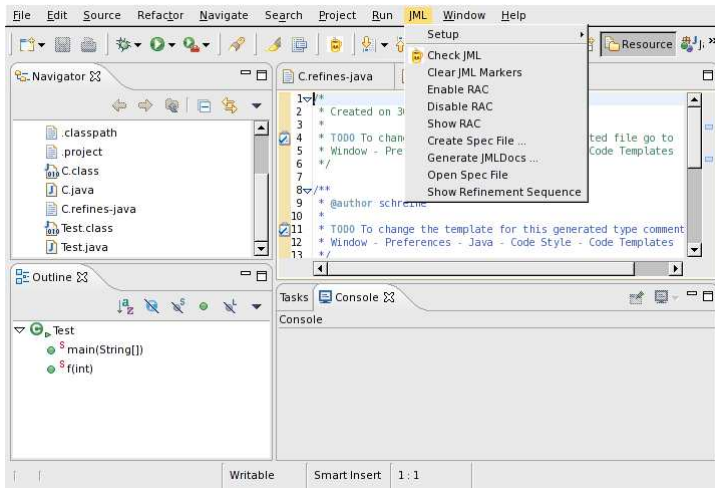 File Edit Source Refactor Navigate Search Project Run JML Window Help
Resource
Setup
Check JML
Clear JML Markers
Enable RAC
Disable RAC
Show RAC
Create Spec File ...
Generate JMLDocs ...
Open Spec File
Show Refinement Sequence
Navigator
.classpath
.project
C.class
C.java
C.refines-java
Test.class
Test.java
C.refines-java
1 /*
2 * Created on
3 *
4 * TODO To ted file go to
5 * Window - Code Templates
6 */
7
8 /**
9 * @author
10 *
11 * TODO To change the template for this generated type comment
12 * Window - Preferences - Java - Code Style - Code Templates
13 */
Outline
Test
S main(String[])
S f(int)
Tasks Console
Console
Writable Smart Insert 1 : 1